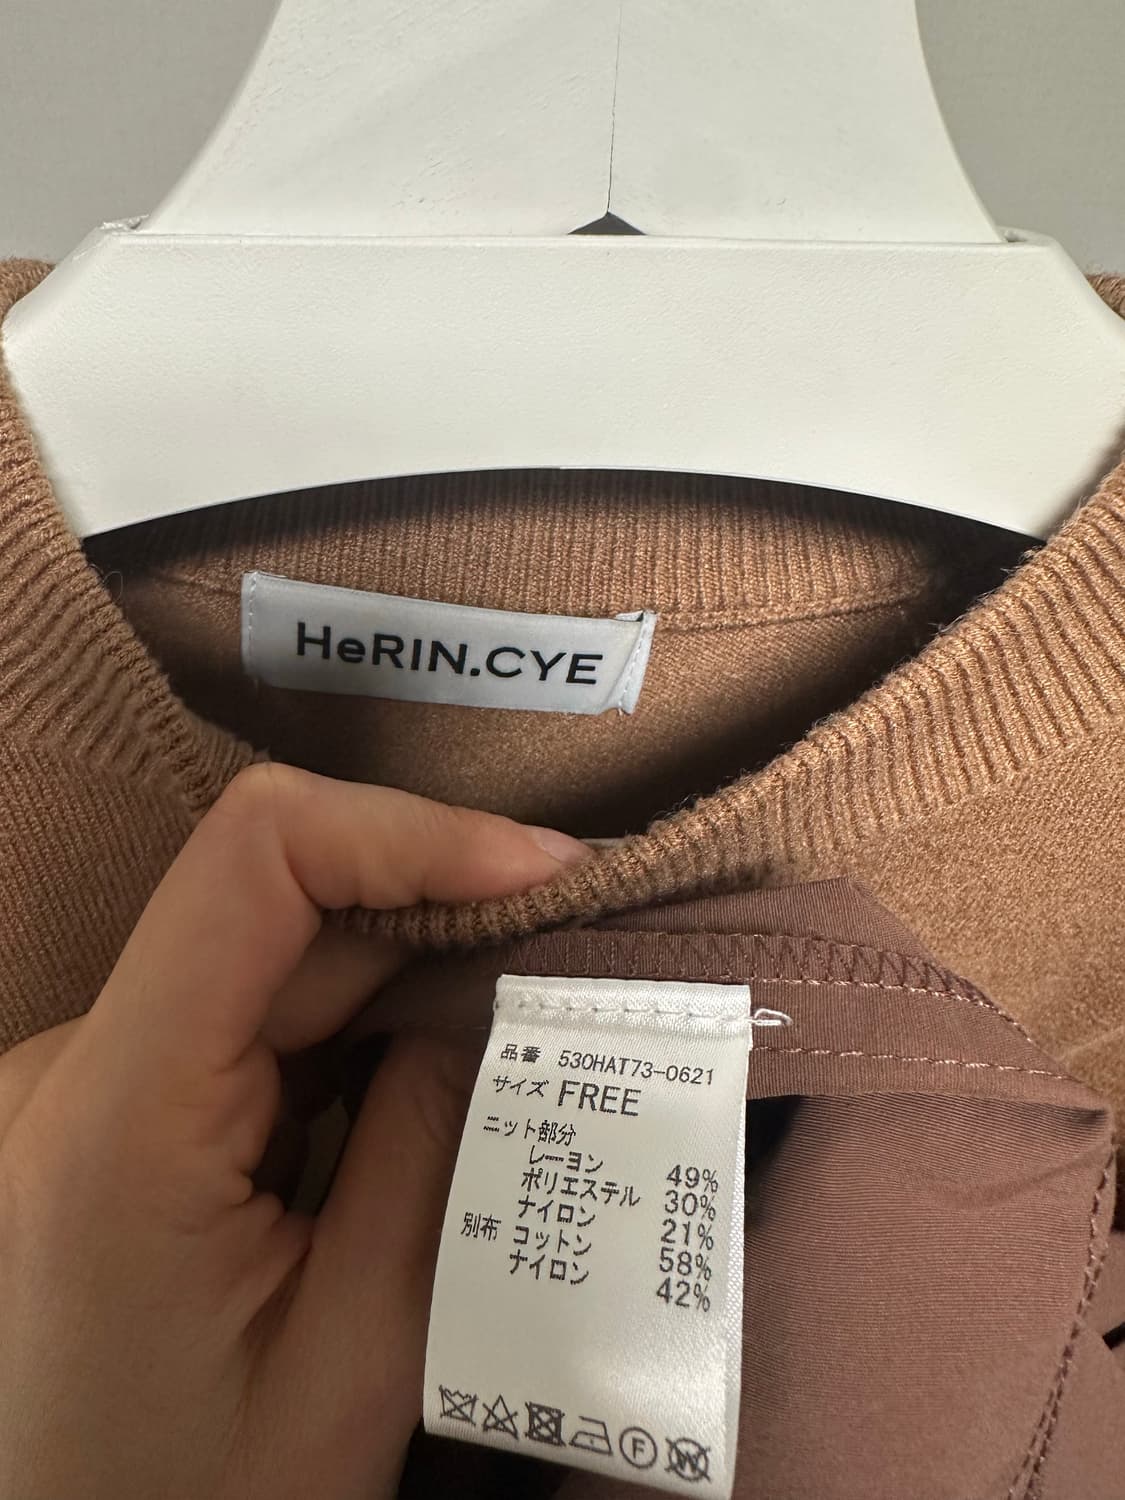 HeRIN.CYE
品番 530HAT73-0621
サイズ FREE
ニット部分
レーヨン 49%
ポリエステル 30%
ナイロン 21%
別布 コットン 58%
ナイロン 42%
F
W